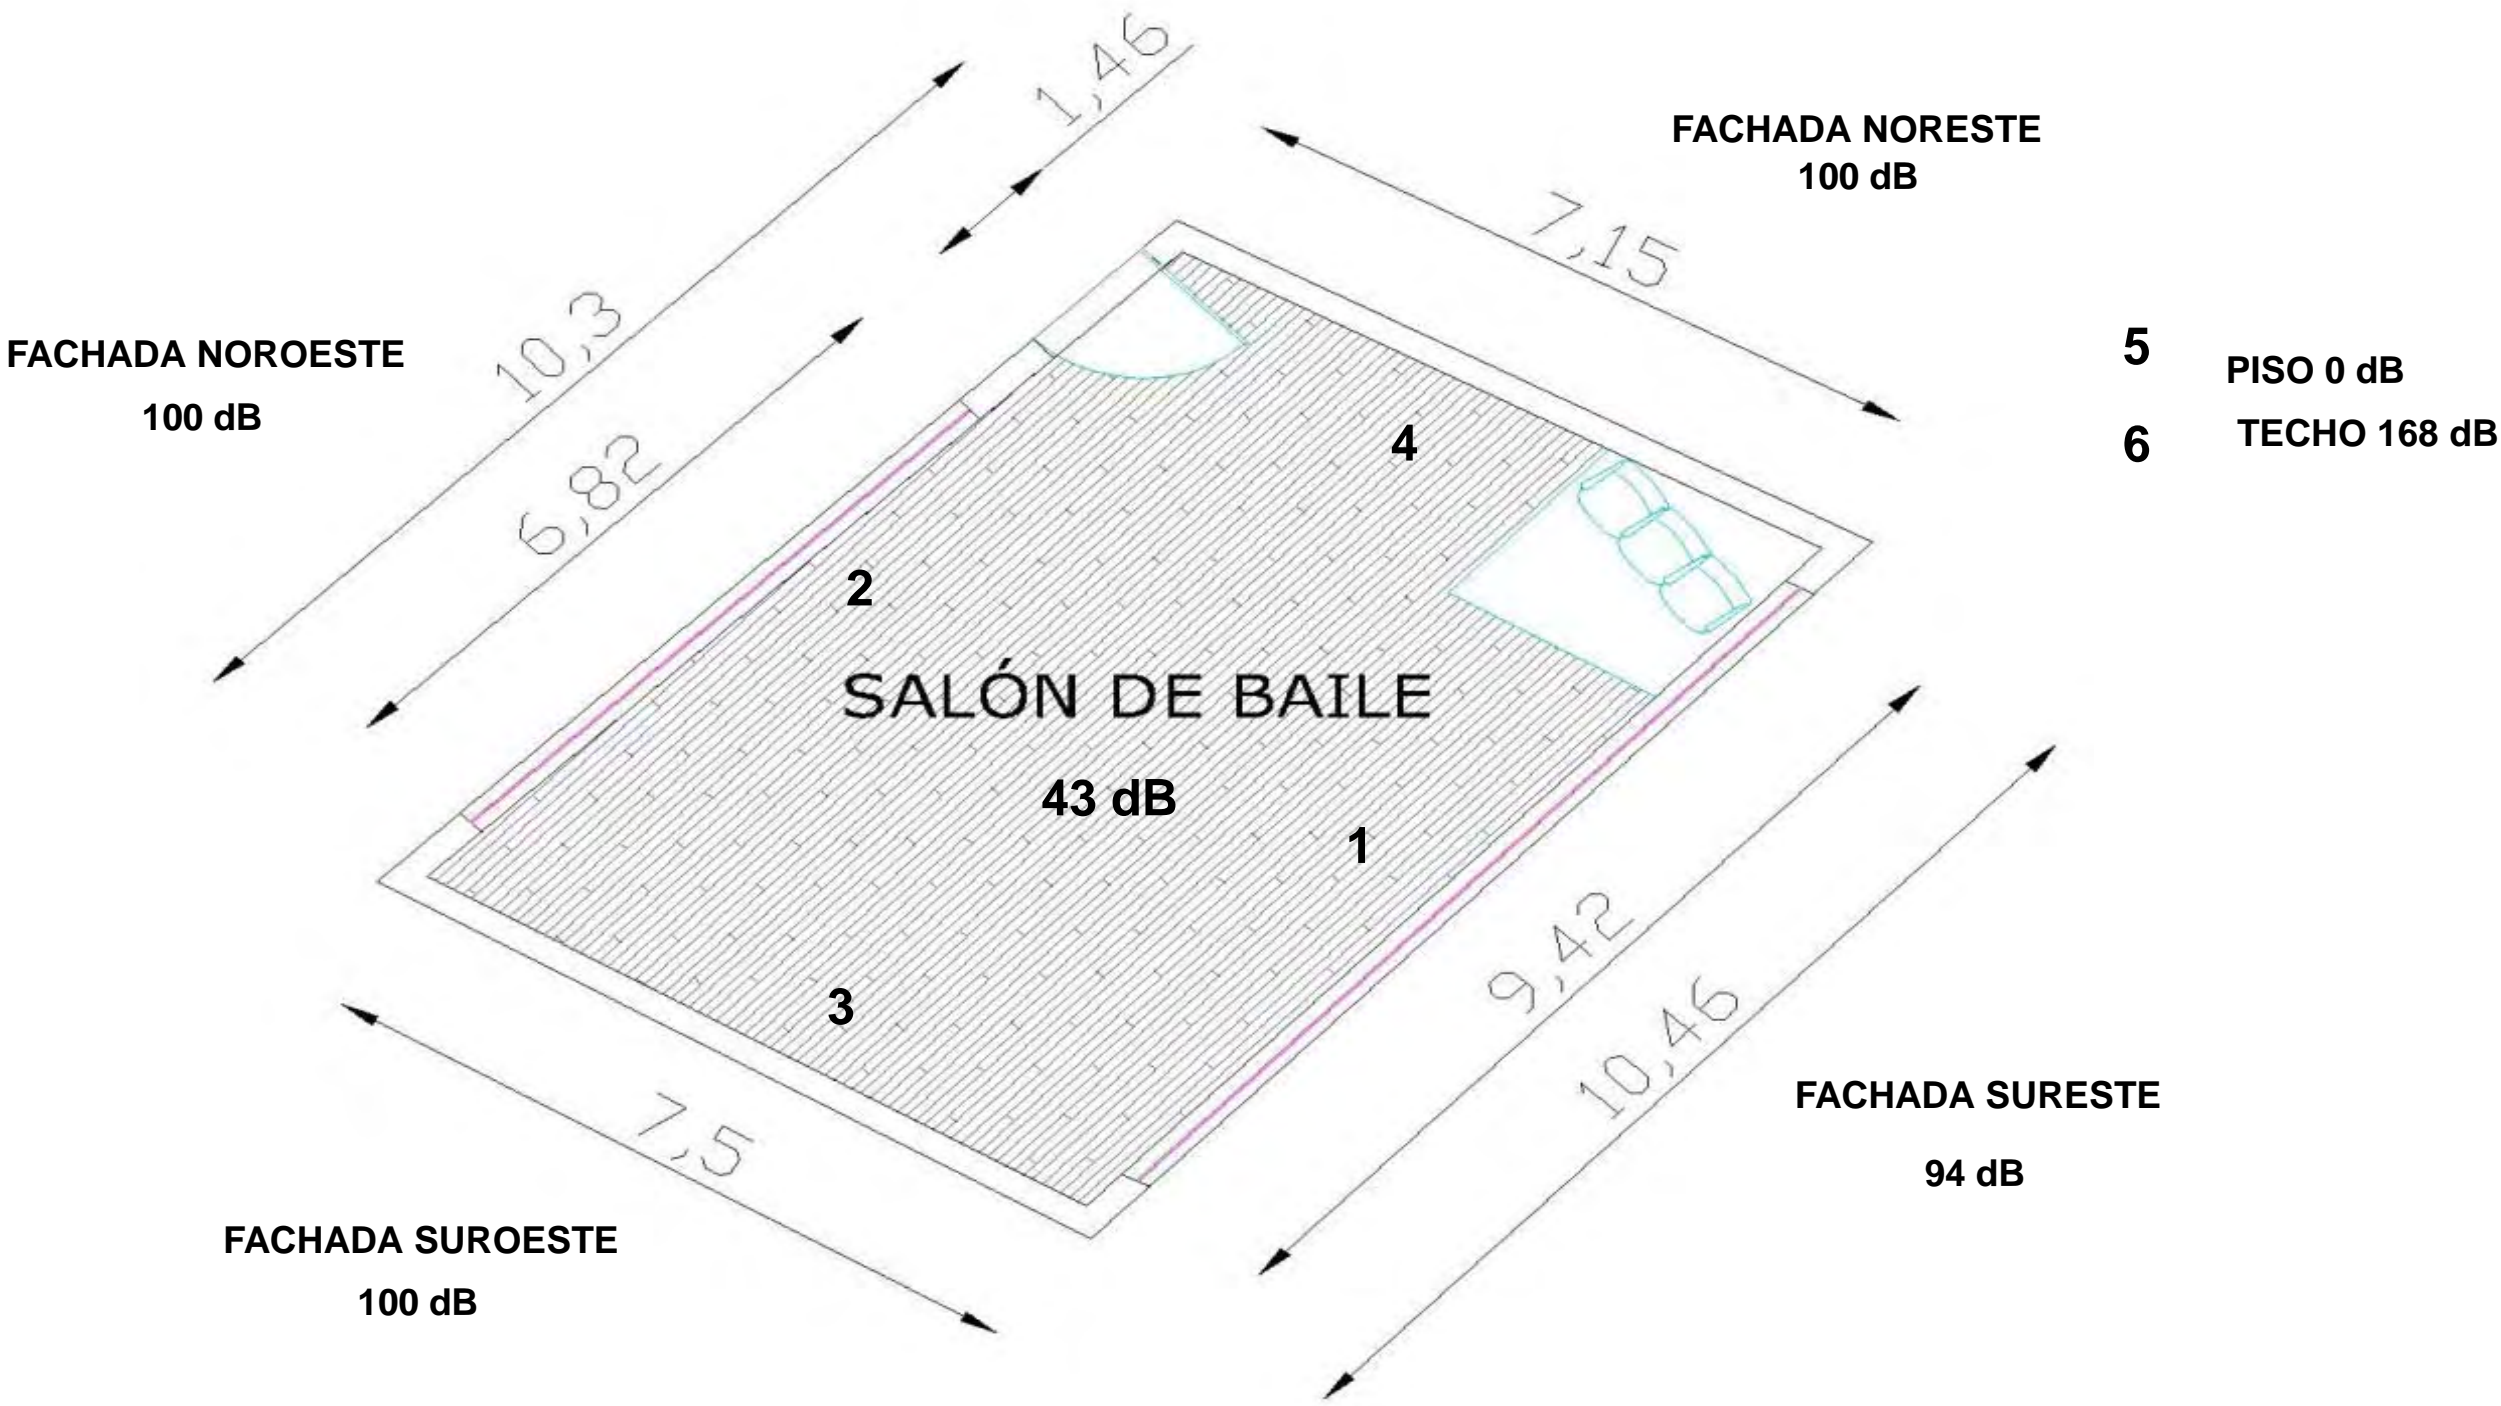 1,46
FACHADA NORESTE
100 dB
7,15
10,3
FACHADA NOROESTE
100 dB
5
PISO 0 dB
6
TECHO 168 dB
4
6,82
2
SALÓN DE BAILE
43 dB
1
3
9,42
10,46
FACHADA SURESTE
94 dB
7,5
FACHADA SUROESTE
100 dB